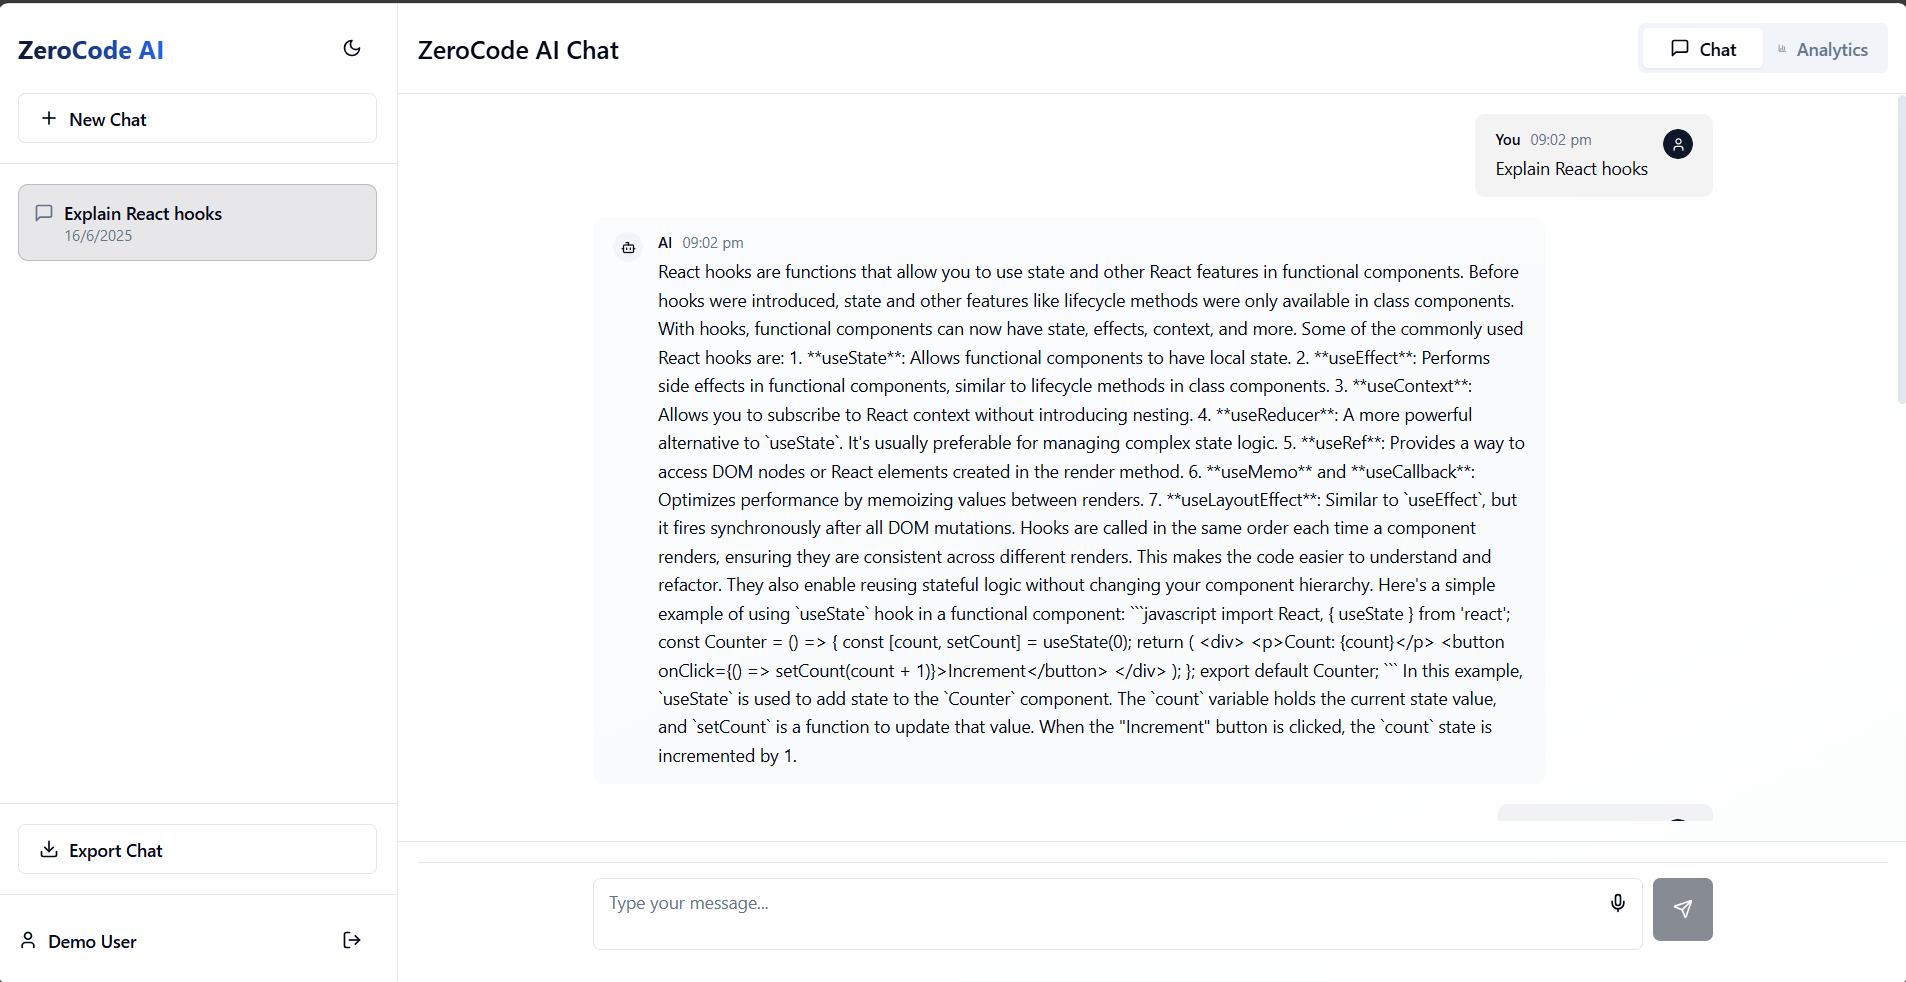 ZeroCode AI
New Chat
Explain React hooks
16/6/2025
Export Chat
Demo User
ZeroCode AI Chat
Chat
Analytics
You 09:02 pm
Explain React hooks
AI 09:02 pm
React hooks are functions that allow you to use state and other React features in functional components. Before
hooks were introduced, state and other features like lifecycle methods were only available in class components.
With hooks, functional components can now have state, effects, context, and more. Some of the commonly used
React hooks are: 1. **useState**: Allows functional components to have local state. 2. **useEffect**: Performs
side effects in functional components, similar to lifecycle methods in class components. 3. **useContext**:
Allows you to subscribe to React context without introducing nesting. 4. **useReducer**: A more powerful
alternative to `useState`. It's usually preferable for managing complex state logic. 5. **useRef**: Provides a way to
access DOM nodes or React elements created in the render method. 6. **useMemo** and **useCallback**:
Optimizes performance by memoizing values between renders. 7. **useLayoutEffect**: Similar to `useEffect`, but
it fires synchronously after all DOM mutations. Hooks are called in the same order each time a component
renders, ensuring they are consistent across different renders. This makes the code easier to understand and
refactor. They also enable reusing stateful logic without changing your component hierarchy. Here's a simple
example of using `useState` hook in a functional component: ```javascript import React, { useState } from 'react';
const Counter = () => { const [count, setCount] = useState(0); return ( <div> <p>Count: {count}</p> <button
onClick={() => setCount(count + 1)}>Increment</button> </div> ); }; export default Counter; ``` In this example,
`useState` is used to add state to the `Counter` component. The `count` variable holds the current state value,
and `setCount` is a function to update that value. When the "Increment" button is clicked, the `count` state is
incremented by 1.
Type your message...